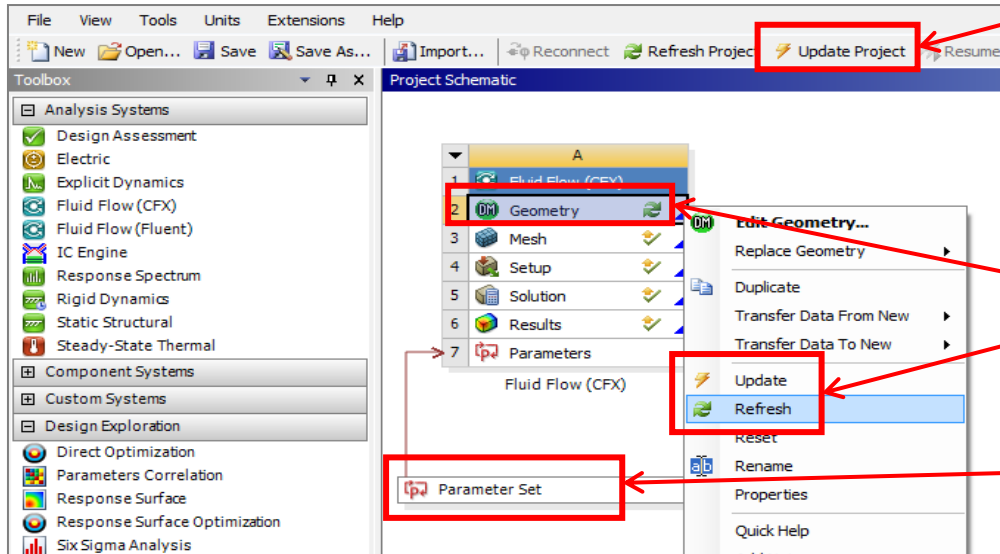 File View Tools Units Extensions Help
New Open... Save Save As... Import... Reconnect Refresh Project Update Project Resume
Toolbox
Project Schematic
Analysis Systems
Design Assessment
Electric
Explicit Dynamics
Fluid Flow (CFX)
Fluid Flow (Fluent)
IC Engine
Response Spectrum
Rigid Dynamics
Static Structural
Steady-State Thermal
Component Systems
Custom Systems
Design Exploration
Direct Optimization
Parameters Correlation
Response Surface
Response Surface Optimization
Six Sigma Analysis
A
1 Fluid Flow (CFX)
2 DM Geometry
3 Mesh
4 Setup
5 Solution
6 Results
7 Parameters
Fluid Flow (CFX)
Parameter Set
DM Edit Geometry...
Replace Geometry
Duplicate
Transfer Data From New
Transfer Data To New
Update
Refresh
Reset
Rename
Properties
Quick Help